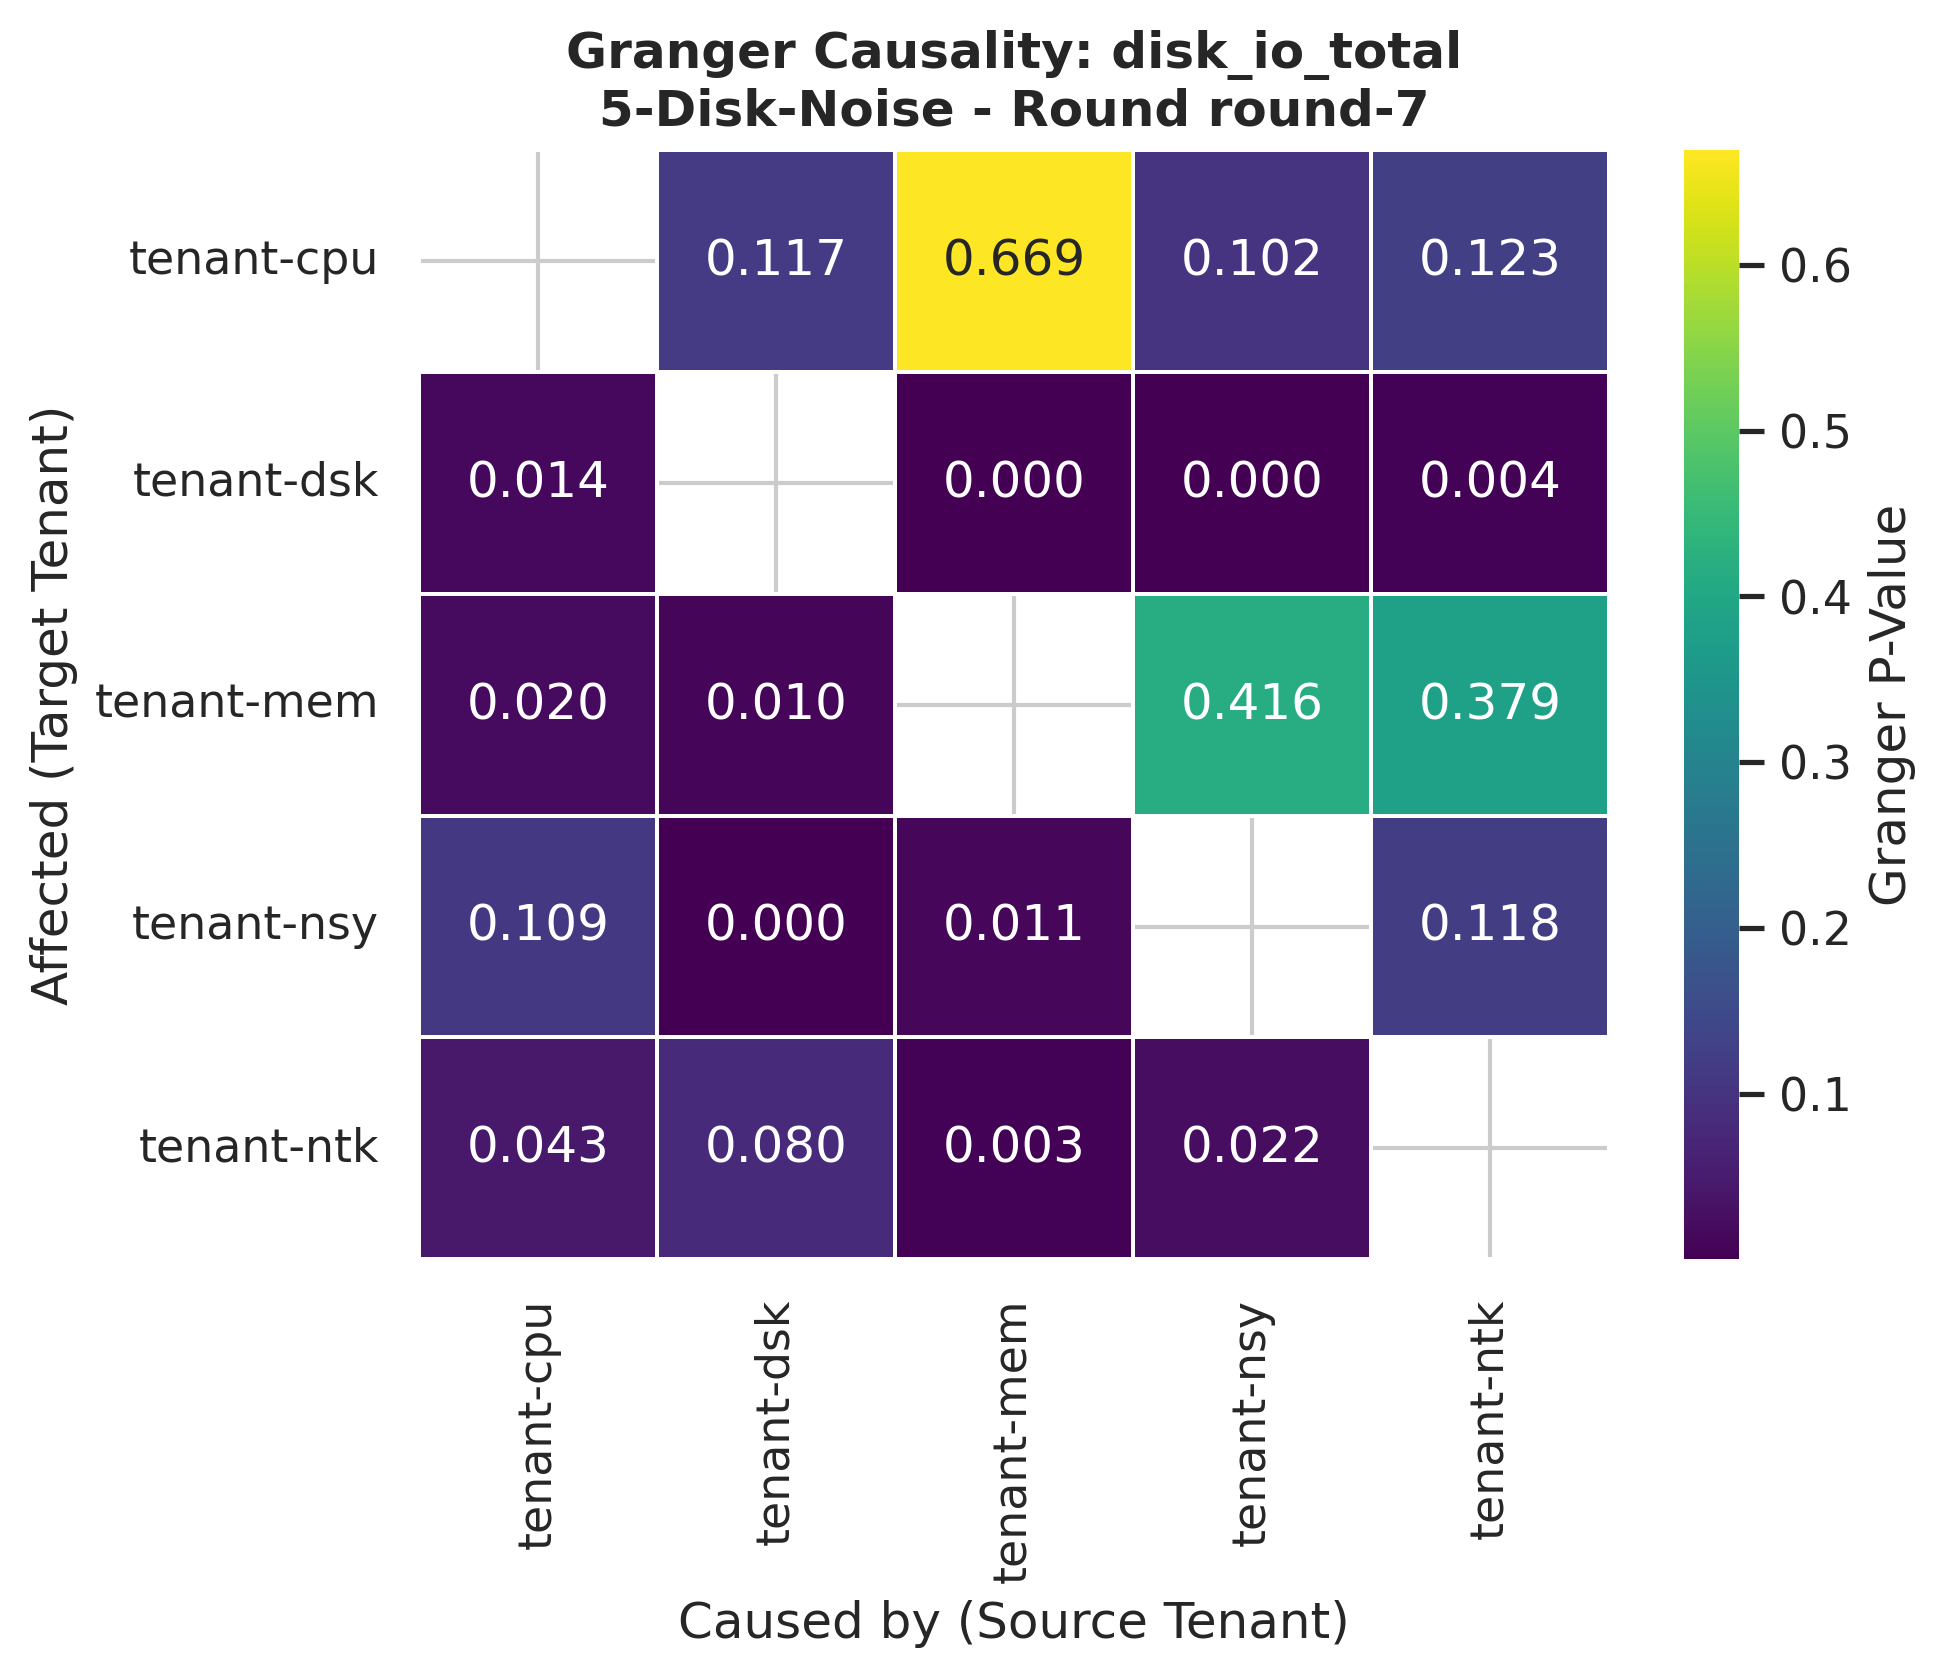 Granger Causality: disk_io_total
5-Disk-Noise - Round round-7
tenant-cpu
0.117 0.669 0.102 0.123
tenant-dsk
0.014 0.000 0.000 0.004
tenant-mem
0.020 0.010 0.416 0.379
tenant-nsy
0.109 0.000 0.011 0.118
tenant-ntk
0.043 0.080 0.003 0.022
Affected (Target Tenant)
tenant-cpu
tenant-dsk
tenant-mem
tenant-nsy
tenant-ntk
Caused by (Source Tenant)
0.6
0.5
0.4
0.3
0.2
0.1
Granger P-Value